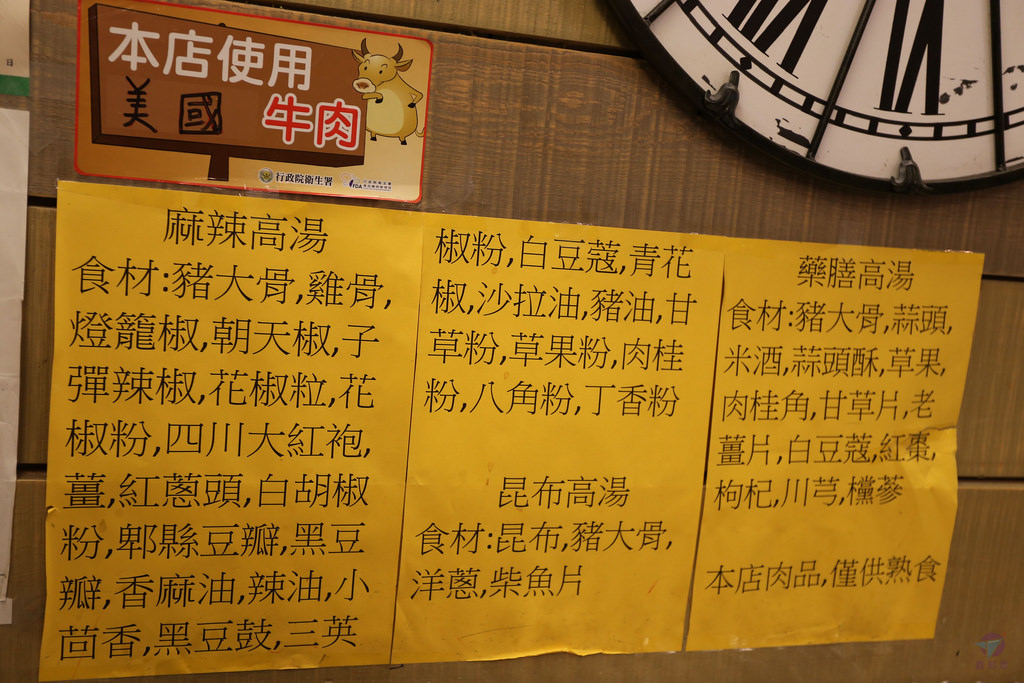 本店使用
美國 牛肉
行政院衛生署
FDA
麻辣高湯
食材:豬大骨,雞骨,
燈籠椒,朝天椒,子
彈辣椒,花椒粒,花
椒粉,四川大紅袍,
薑,紅蔥頭,白胡椒
粉,郫縣豆瓣,黑豆
瓣,香麻油,辣油,小
茴香,黑豆鼓,三英
椒粉,白豆蔻,青花
椒,沙拉油,豬油,甘
草粉,草果粉,肉桂
粉,八角粉,丁香粉
昆布高湯
食材:昆布,豬大骨,
洋蔥,柴魚片
藥膳高湯
食材:豬大骨,蒜頭,
米酒,蒜頭酥,草果,
肉桂角,甘草片,老
薑片,白豆蔻,紅棗,
枸杞,川芎,欓蔘
本店肉品,僅供熟食